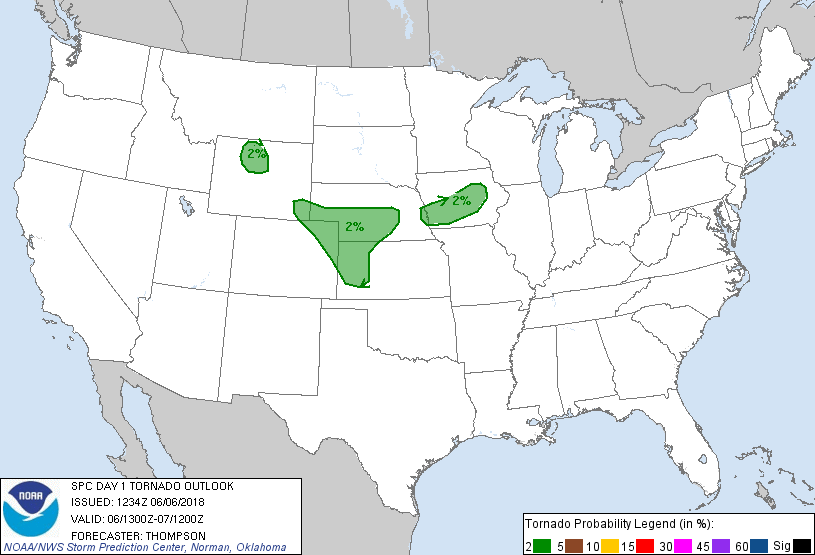 2%
2%
2%
NOAA
SPC DAY 1 TORNADO OUTLOOK
ISSUED: 1234Z 06/06/2018
VALID: 06/1300Z-07/1200Z
FORECASTER: THOMPSON
NOAA/NWS Storm Prediction Center, Norman, Oklahoma
Tornado Probability Legend (in %):
2 5 10 15 30 45 60 Sig